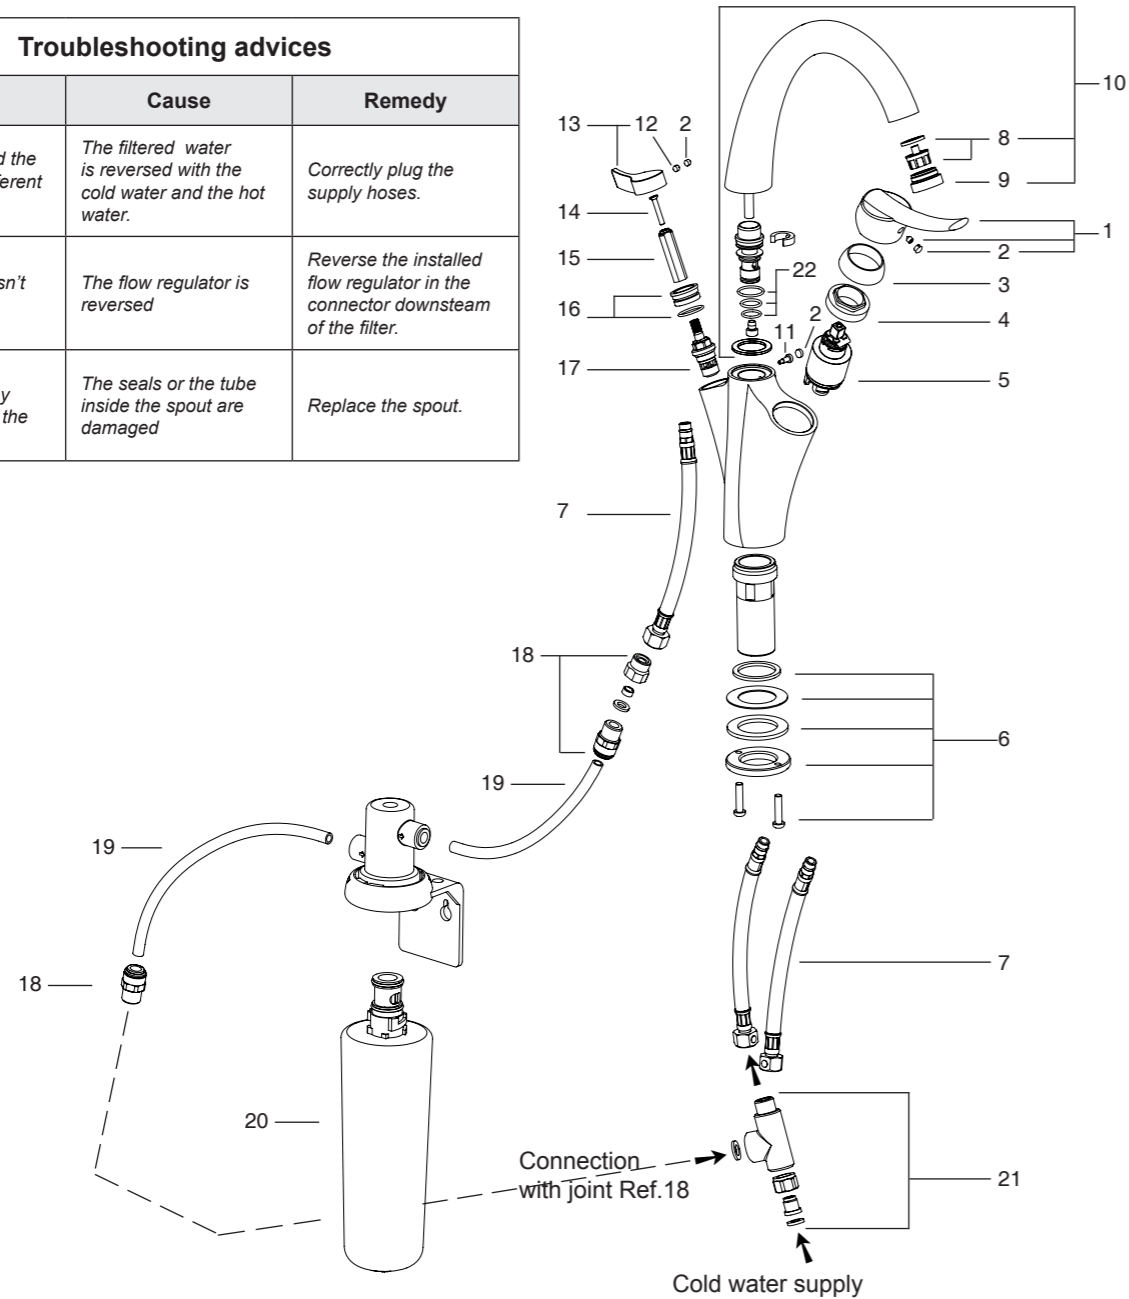 Troubleshooting advices
Cause
Remedy
d the
ferent
The filtered water
is reversed with the
cold water and the hot
water.
Correctly plug the
supply hoses.
sn't
The flow regulator is
reversed
Reverse the installed
flow regulator in the
connector downsteam
of the filter.
y
the
The seals or the tube
inside the spout are
damaged
Replace the spout.
10
13
12
2
8
9
14
1
2
15
22
3
16
4
11
2
17
5
7
18
6
19
19
7
18
20
Connection
with joint Ref.18
21
Cold water supply